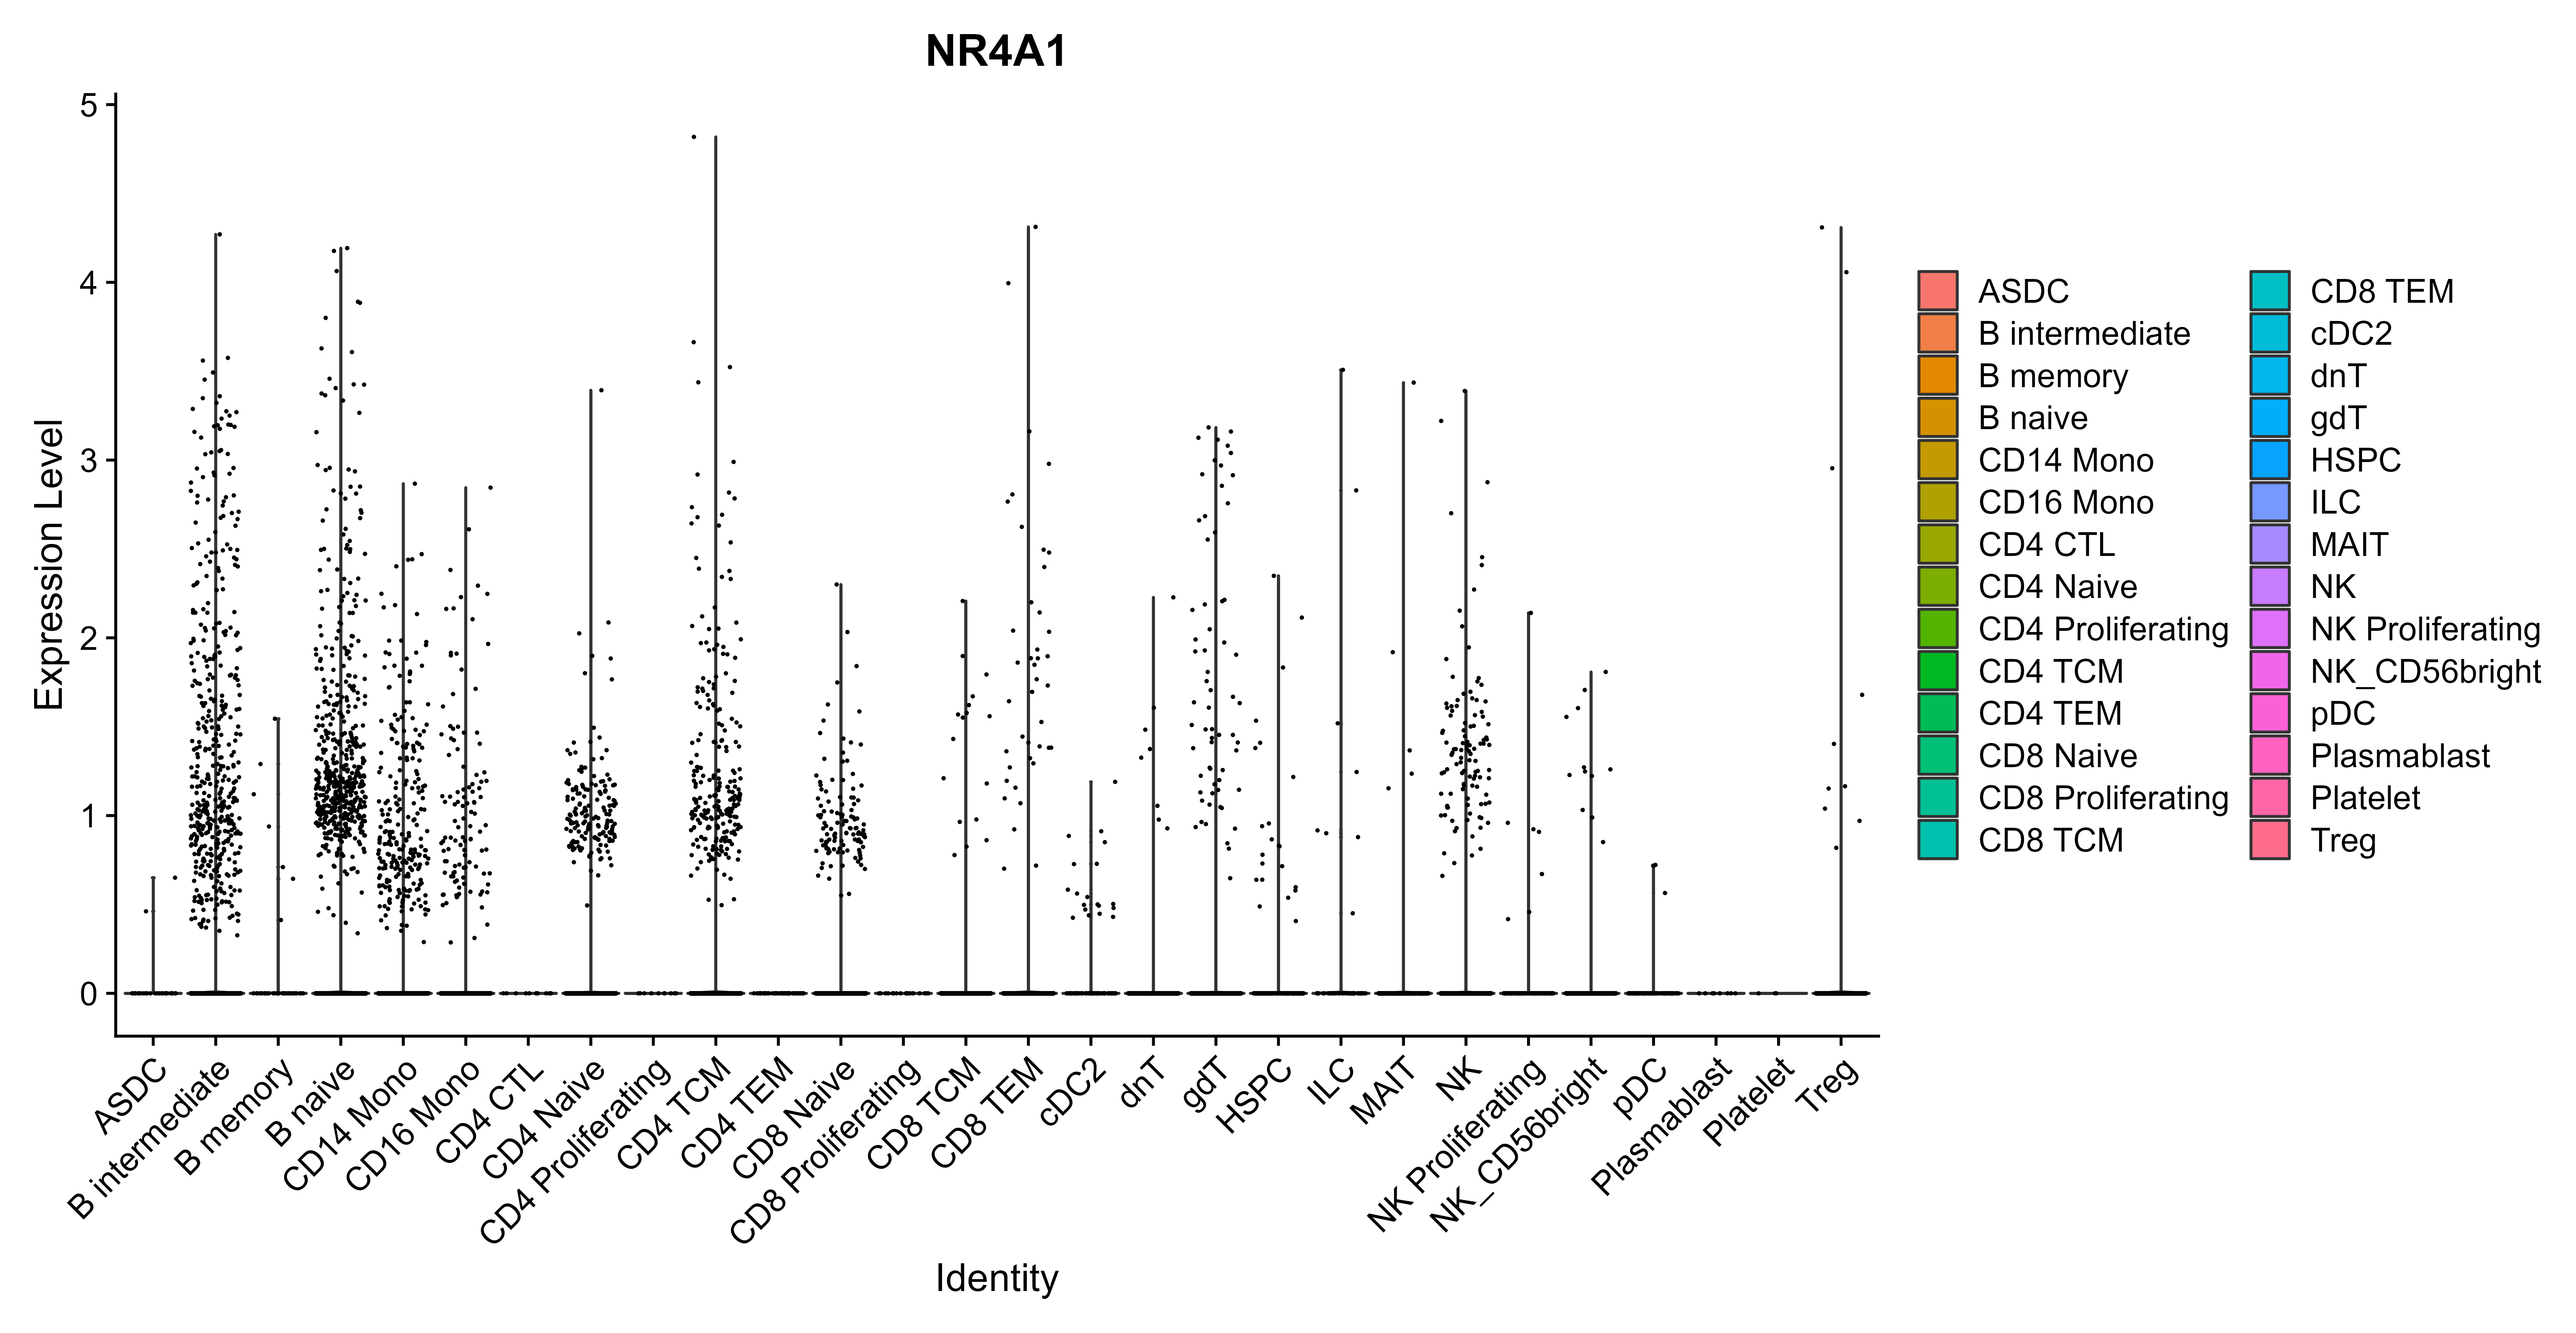 NR4A1
Expression Level
5
4
3
2
1
0
ASDC
B intermediate
B memory
B naive
CD14 Mono
CD16 Mono
CD4 CTL
CD4 Naive
CD4 Proliferating
CD4 TCM
CD4 TEM
CD8 Naive
CD8 Proliferating
CD8 TCM
CD8 TEM
cDC2
dnT
gdT
HSPC
ILC
MAIT
NK
NK Proliferating
NK_CD56bright
pDC
Plasmablast
Platelet
Treg
Identity
ASDC
B intermediate
B memory
B naive
CD14 Mono
CD16 Mono
CD4 CTL
CD4 Naive
CD4 Proliferating
CD4 TCM
CD4 TEM
CD8 Naive
CD8 Proliferating
CD8 TCM
CD8 TEM
cDC2
dnT
gdT
HSPC
ILC
MAIT
NK
NK Proliferating
NK_CD56bright
pDC
Plasmablast
Platelet
Treg